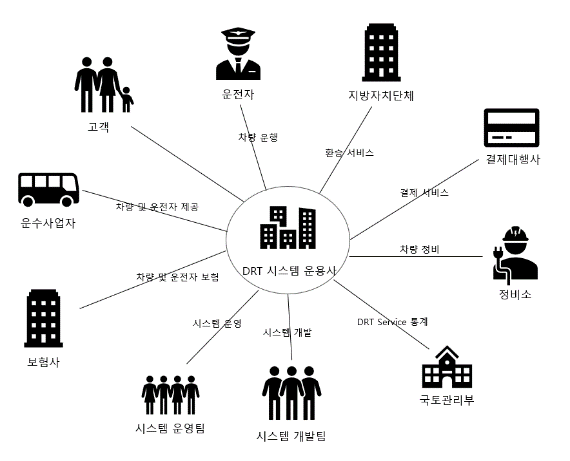 운전자
지방자치단체
고객
차량 운행
환승 서비스
결제대행사
운수사업자
차량 및 운전자 제공
결제 서비스
DRT 시스템 운용사
차량 정비
정비소
차량 및 운전자 보험
보험사
시스템 운영
시스템 개발
DRT Service 통계
국토관리부
시스템 운영팀
시스템 개발팀